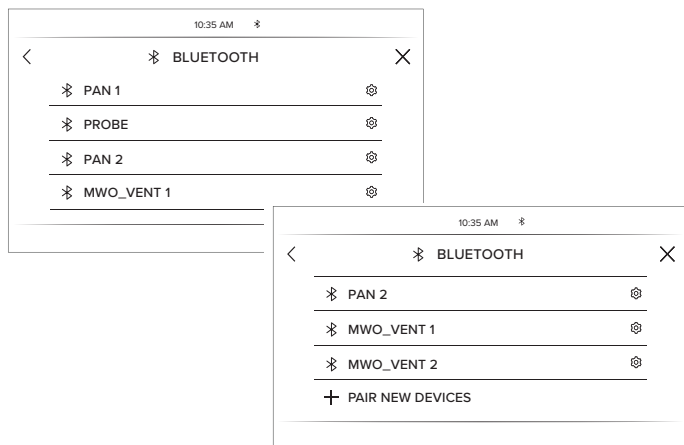 10:35 AM
BLUETOOTH
PAN 1
PROBE
PAN 2
MWO_VENT 1
10:35 AM
BLUETOOTH
PAN 2
MWO_VENT 1
MWO_VENT 2
PAIR NEW DEVICES